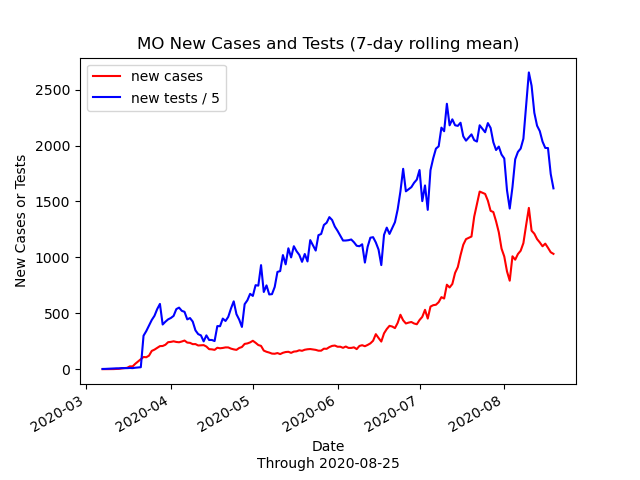 MO New Cases and Tests (7-day rolling mean)
new cases
new tests / 5
New Cases or Tests
2500
2000
1500
1000
500
0
2020-03
2020-04
2020-05
2020-06
2020-07
2020-08
Date
Through 2020-08-25